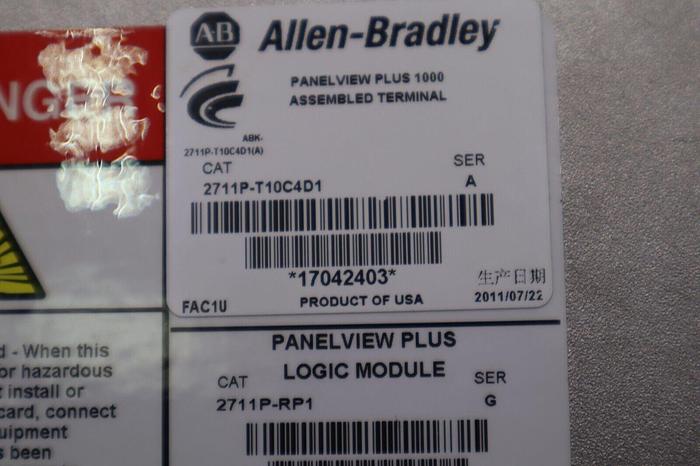 A-B Allen-Bradley
PANELVIEW PLUS 1000
ASSEMBLED TERMINAL
ABK-
2711P-T10C4D1(A)
CAT SER
2711P-T10C4D1 A
*17042403* 生产日期
FAC1U PRODUCT OF USA 2011/07/22
PANELVIEW PLUS
LOGIC MODULE
CAT SER
2711P-RP1 G
- When this
or hazardous
install or
card, connect
been